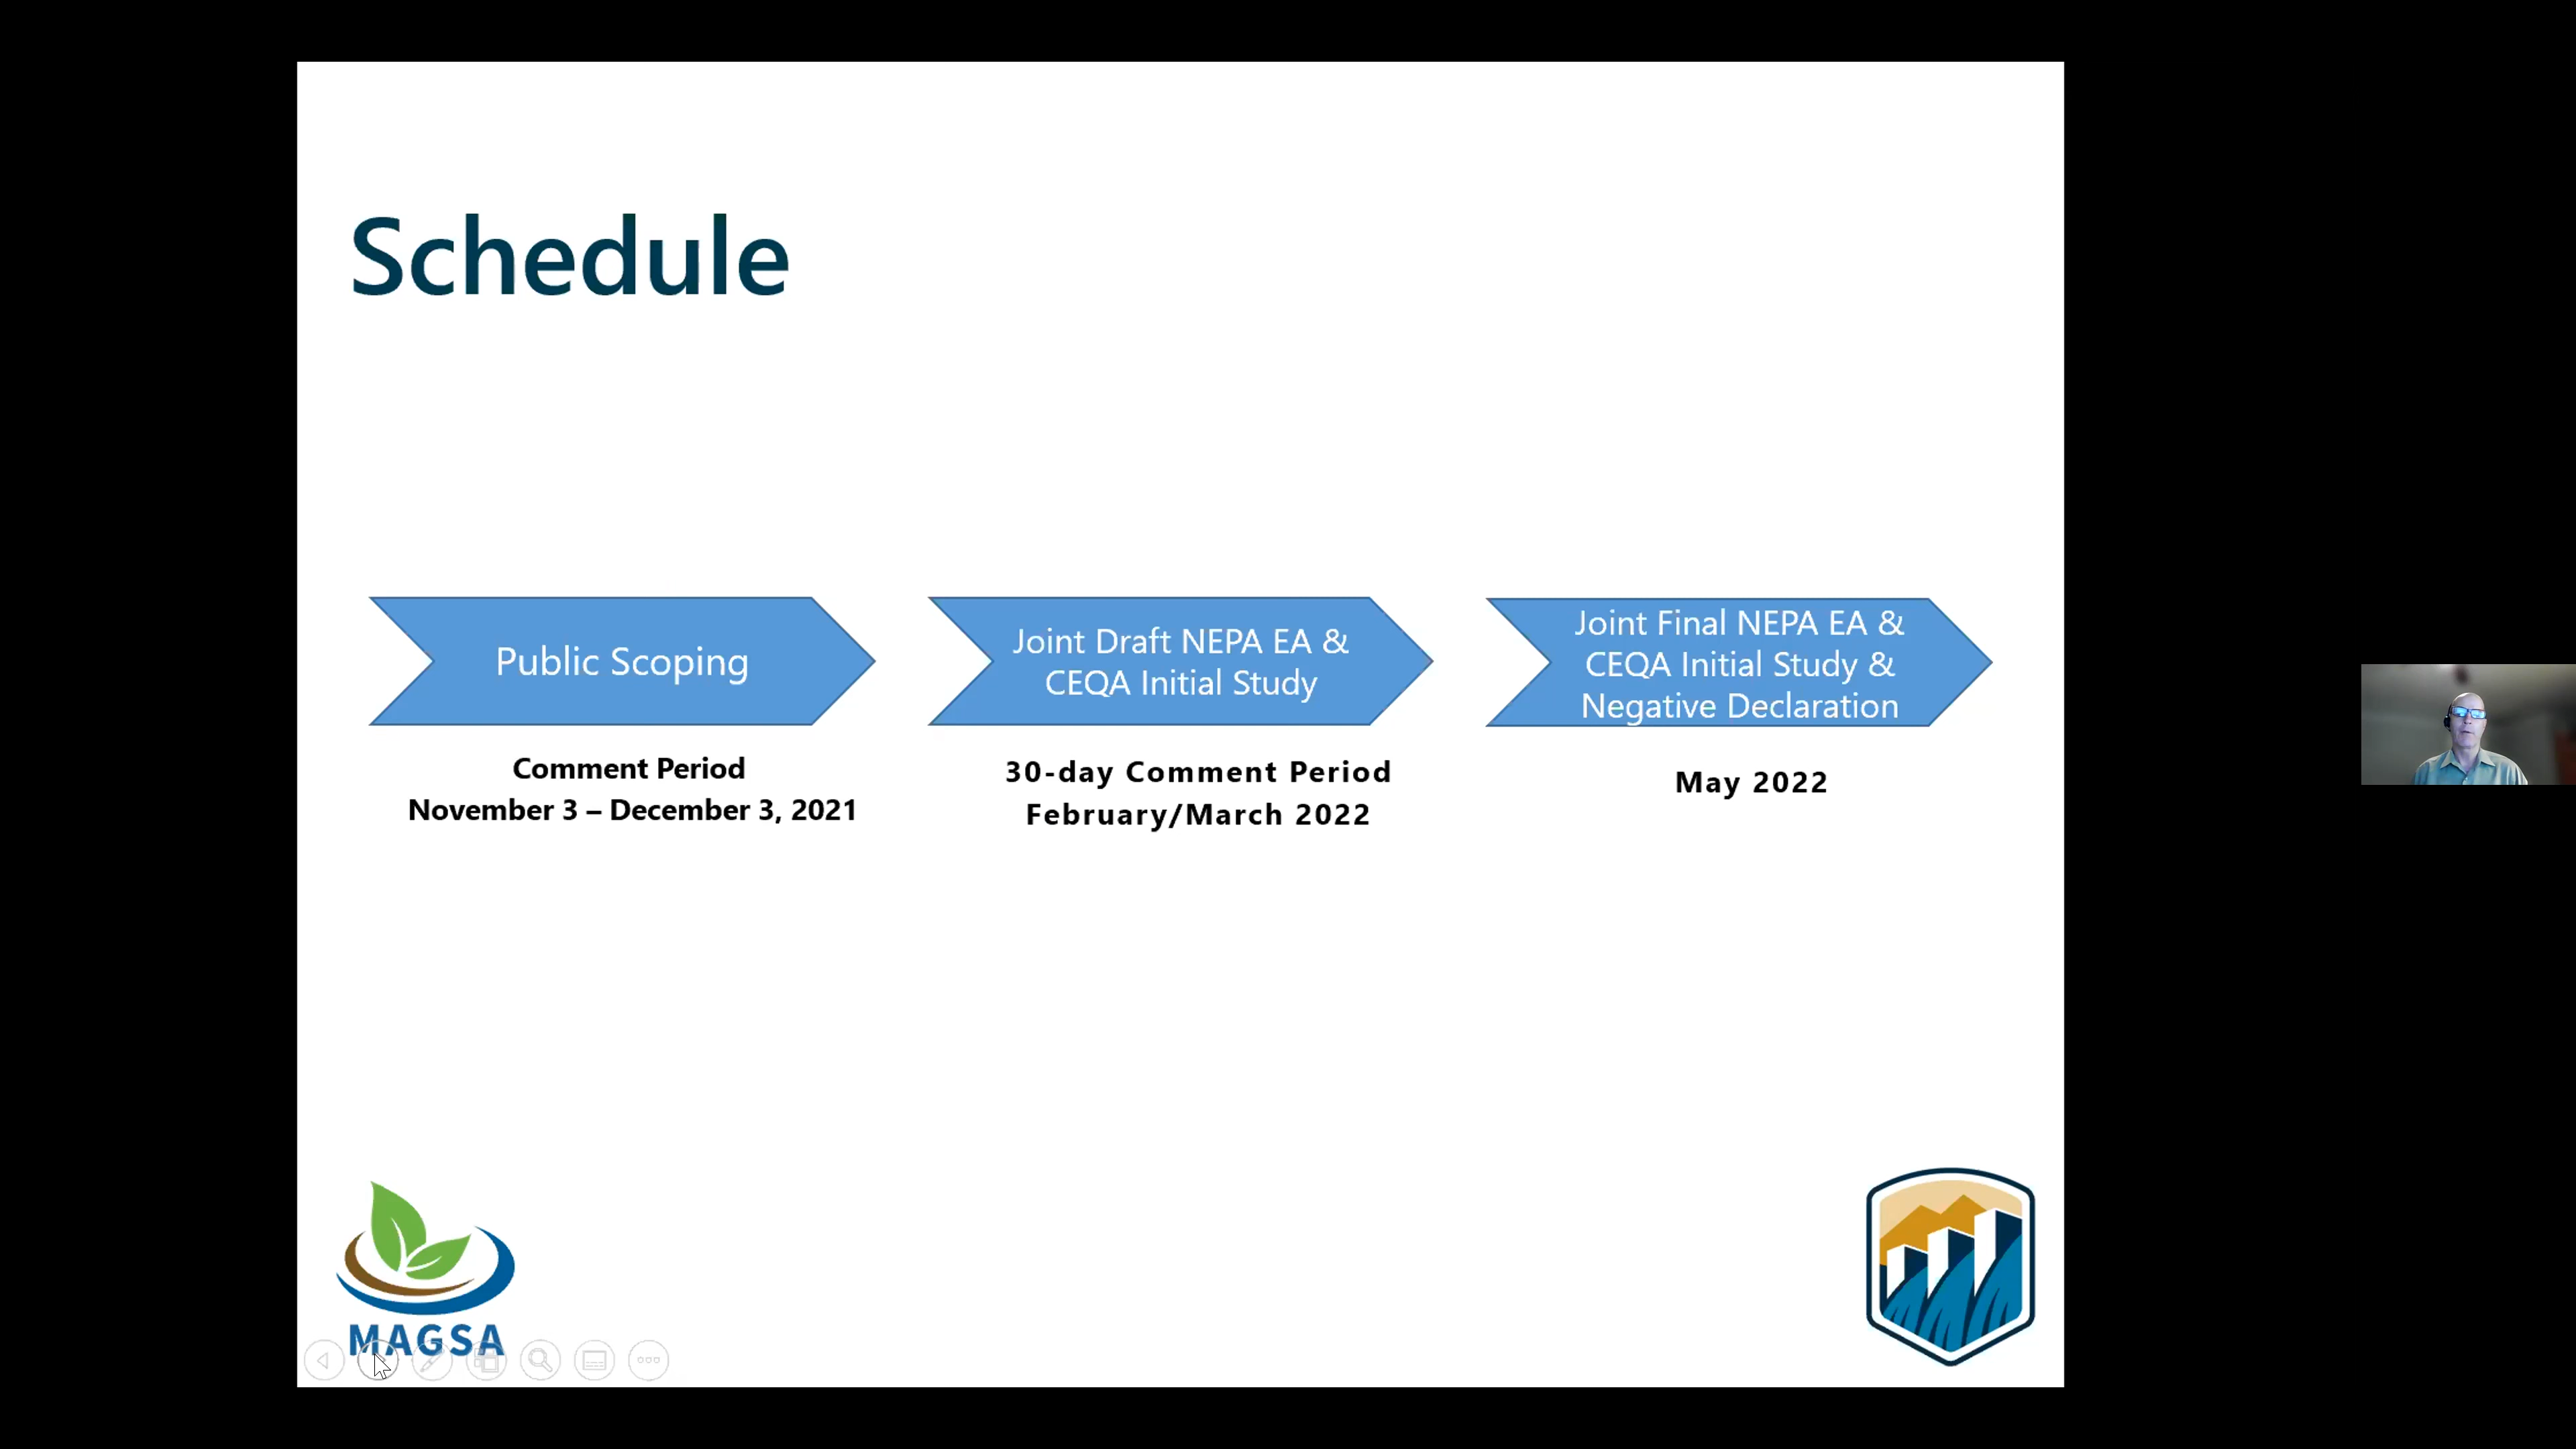 Schedule
Public Scoping
Comment Period
November 3 – December 3, 2021
Joint Draft NEPA EA &
CEQA Initial Study
30-day Comment Period
February/March 2022
Joint Final NEPA EA &
CEQA Initial Study &
Negative Declaration
May 2022
MAGSA